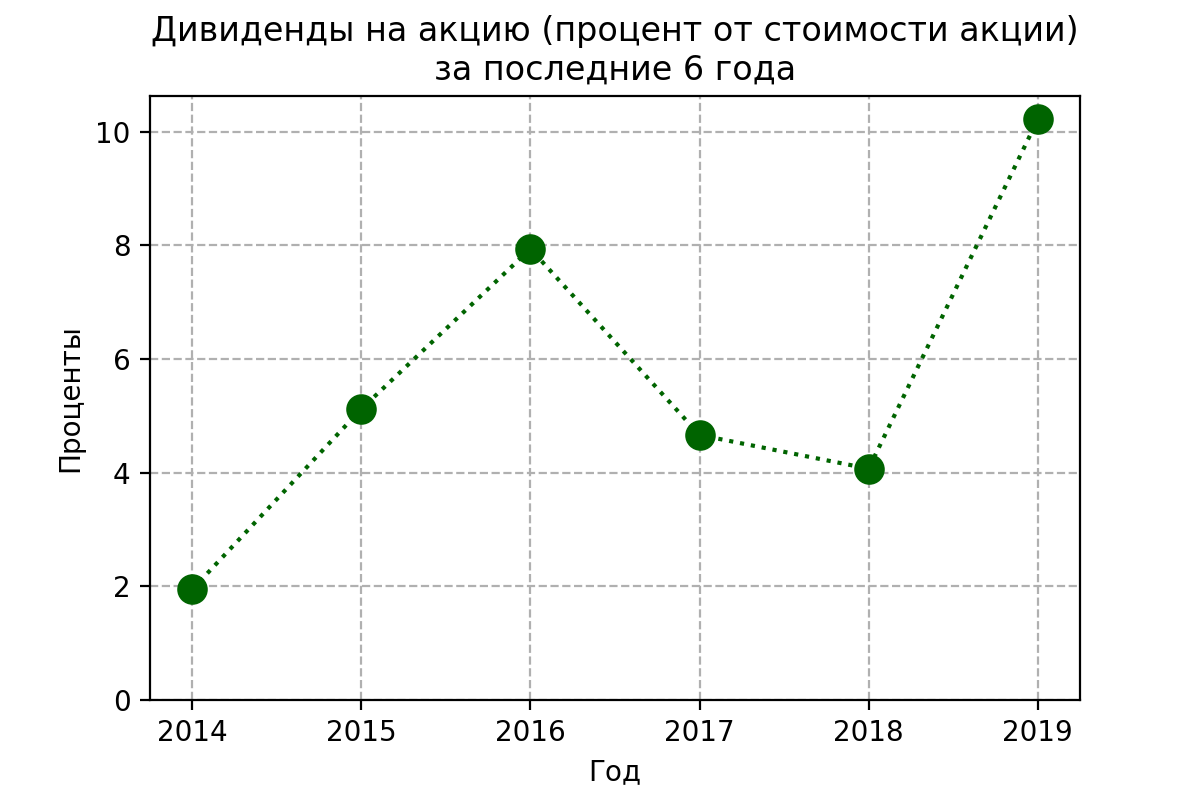 Дивиденды на акцию (процент от стоимости акции)
за последние 6 года
Проценты
10
8
6
4
2
0
2014 2015 2016 2017 2018 2019
Год